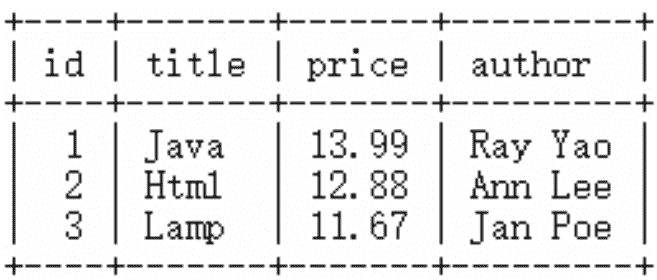 +----+-------+-------+---------+
| id | title | price | author  |
+----+-------+-------+---------+
|  1 | Java  | 13.99 | Ray Yao |
|  2 | Html  | 12.88 | Ann Lee |
|  3 | Lamp  | 11.67 | Jan Poe |
+----+-------+-------+---------+